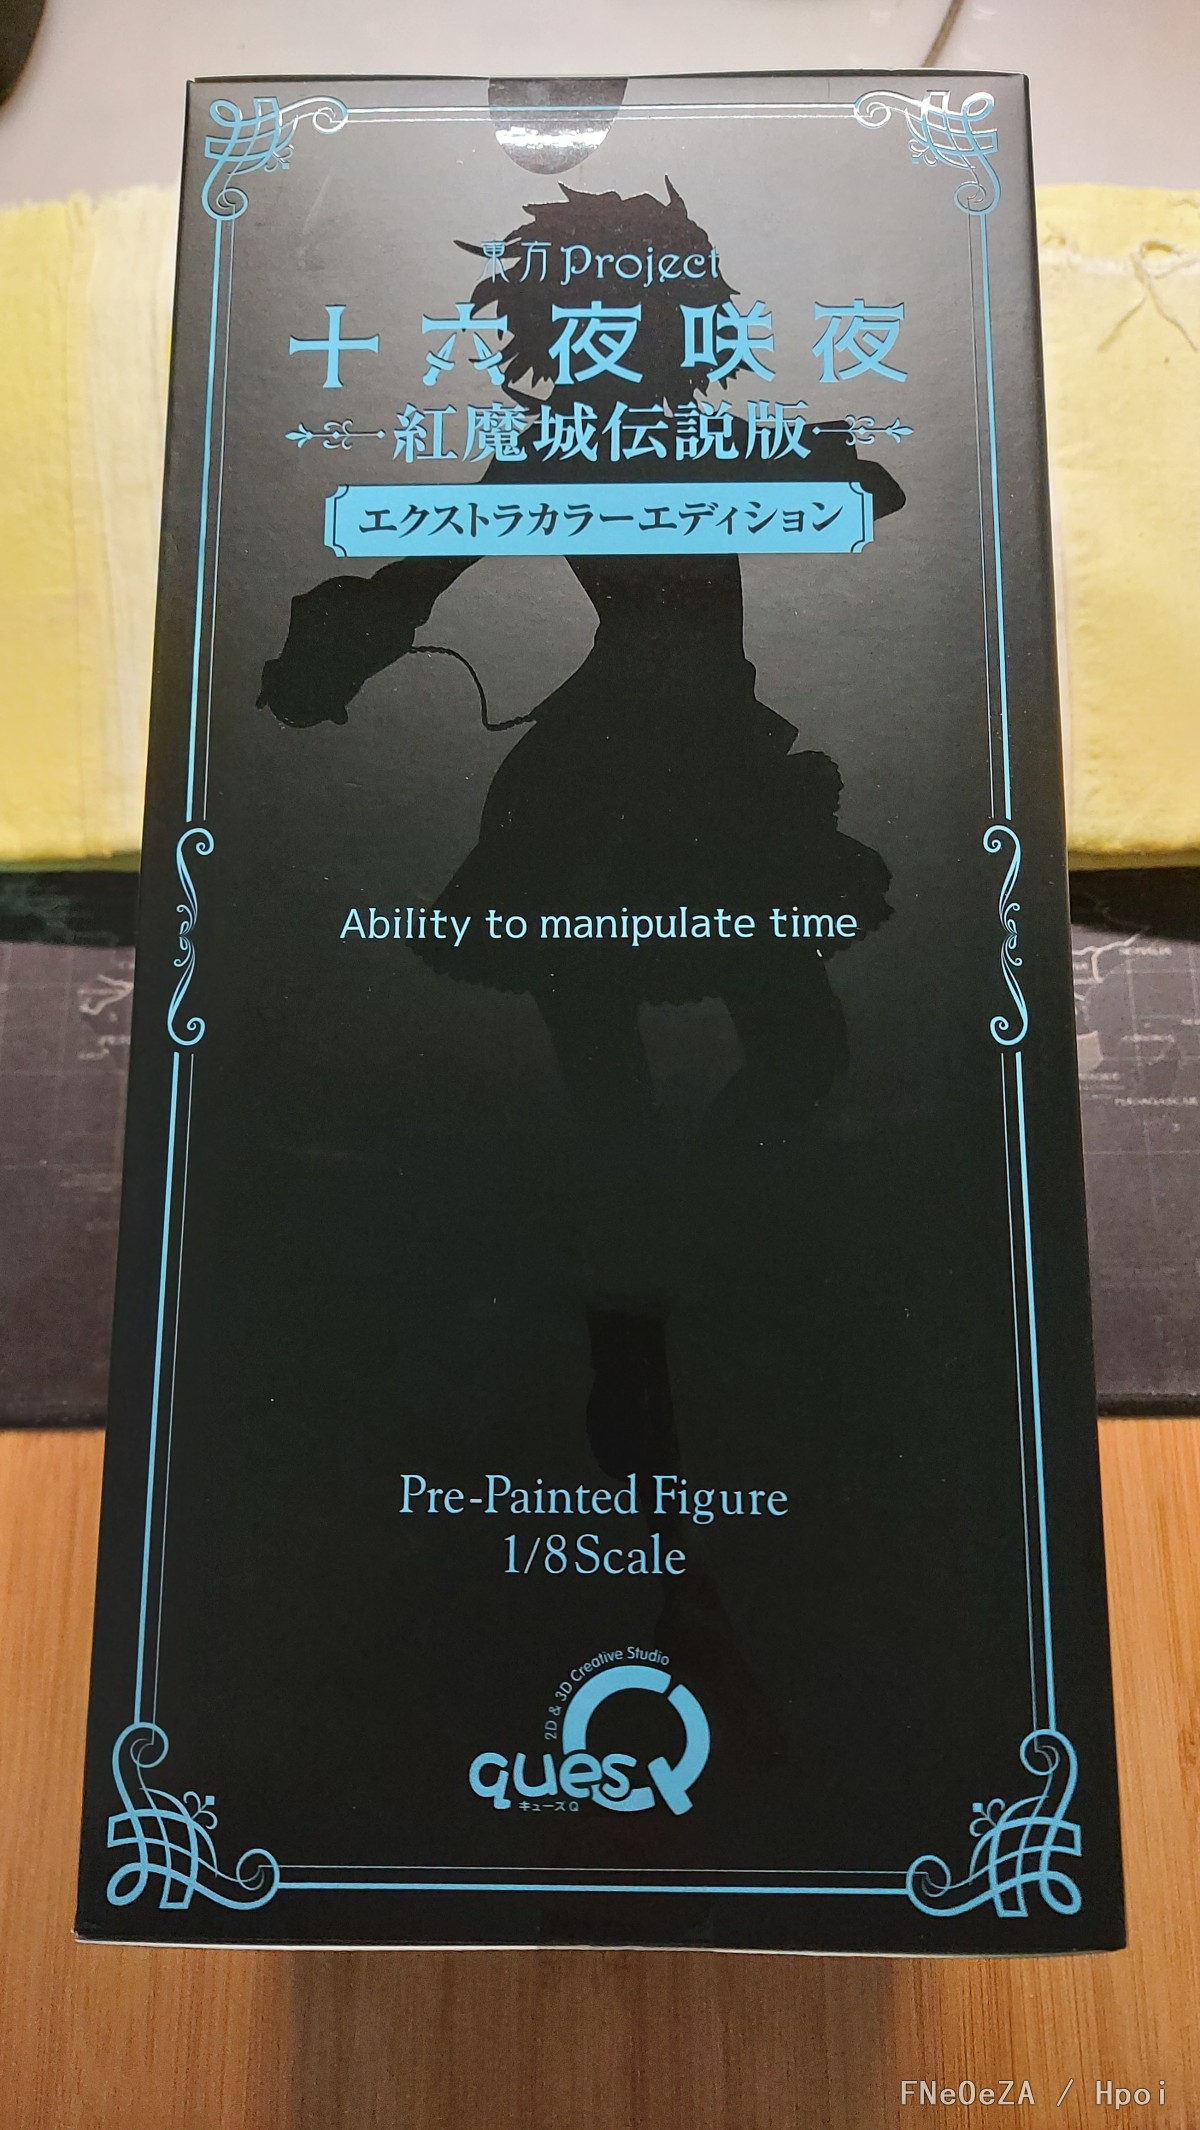 東方Project
十六夜咲夜
紅魔城伝説版
エクストラカラーエディション
Ability to manipulate time
Pre-Painted Figure
1/8 Scale
2D & 3D Creative Studio
quesQ
キューズQ
FNeOeZA / Hpoi